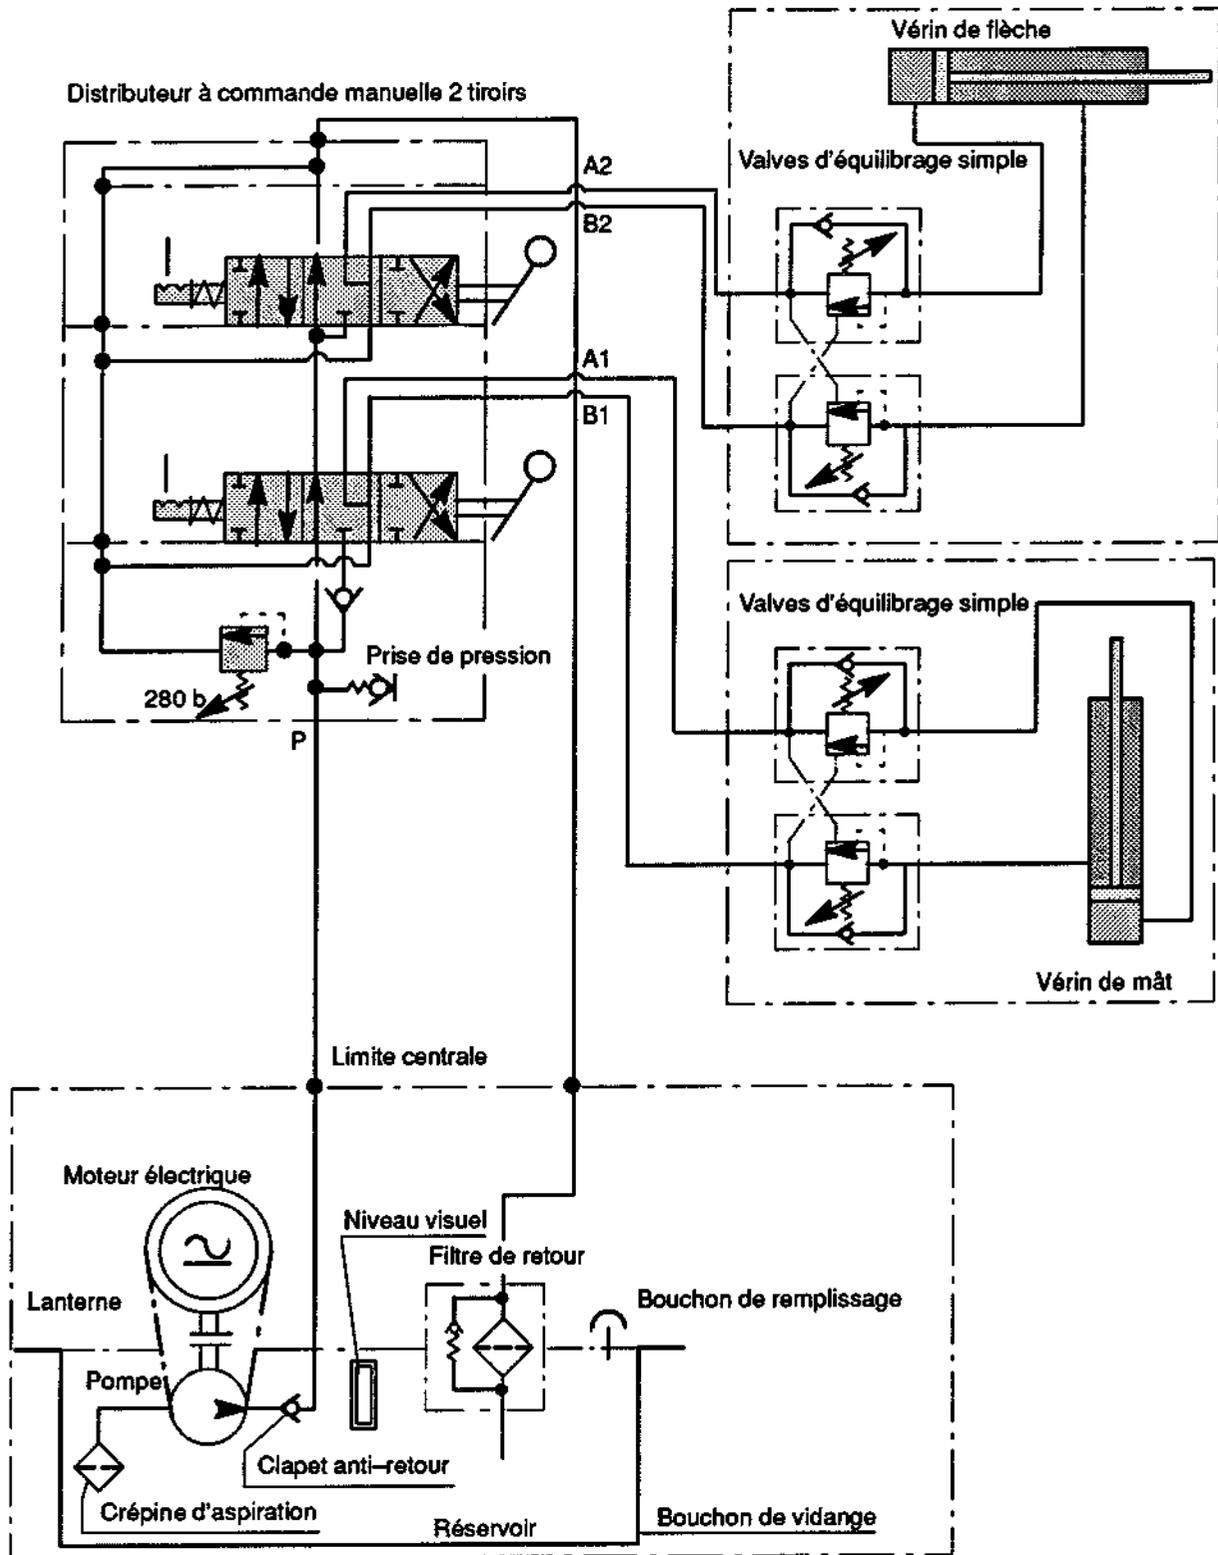 Vérin de flèche
Distributeur à commande manuelle 2 tiroirs
Valves d'équilibrage simple
A2
B2
A1
B1
Valves d'équilibrage simple
Prise de pression
280 b
P
Vérin de mât
Limite centrale
Moteur électrique
Niveau visuel
Filtre de retour
Lanterne
Bouchon de remplissage
Pompe
Clapet anti-retour
Crépine d'aspiration
Réservoir
Bouchon de vidange